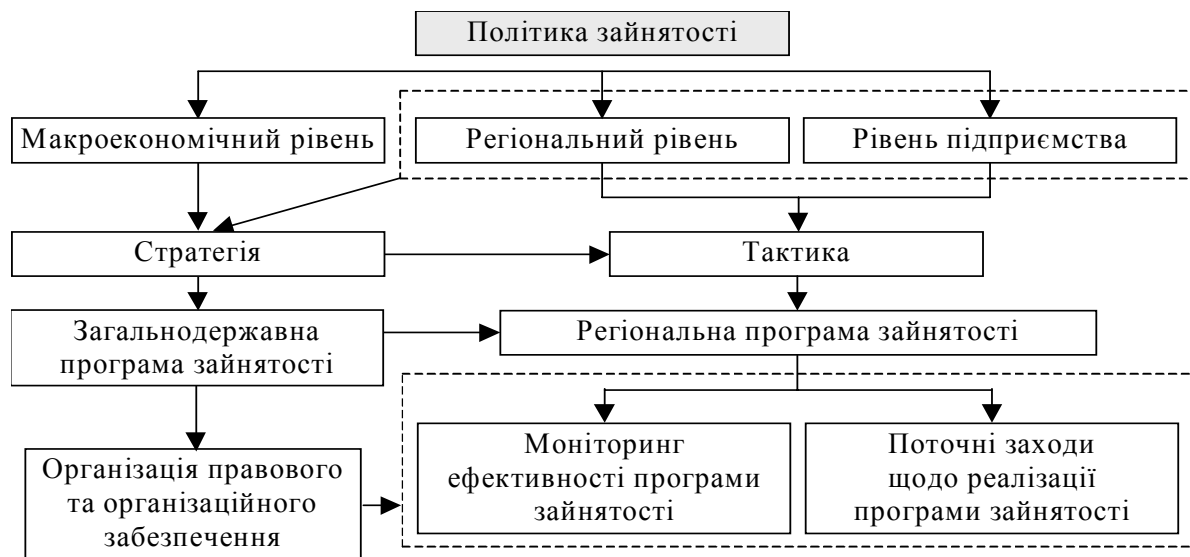 Політика зайнятості
Макроекономічний рівень
Регіональний рівень
Рівень підприємства
Стратегія
Тактика
Загальнодержавна
програма зайнятості
Регіональна програма зайнятості
Організація правового
та організаційного
забезпечення
Моніторинг
ефективності програми
зайнятості
Поточні заходи
щодо реалізації
програми зайнятості